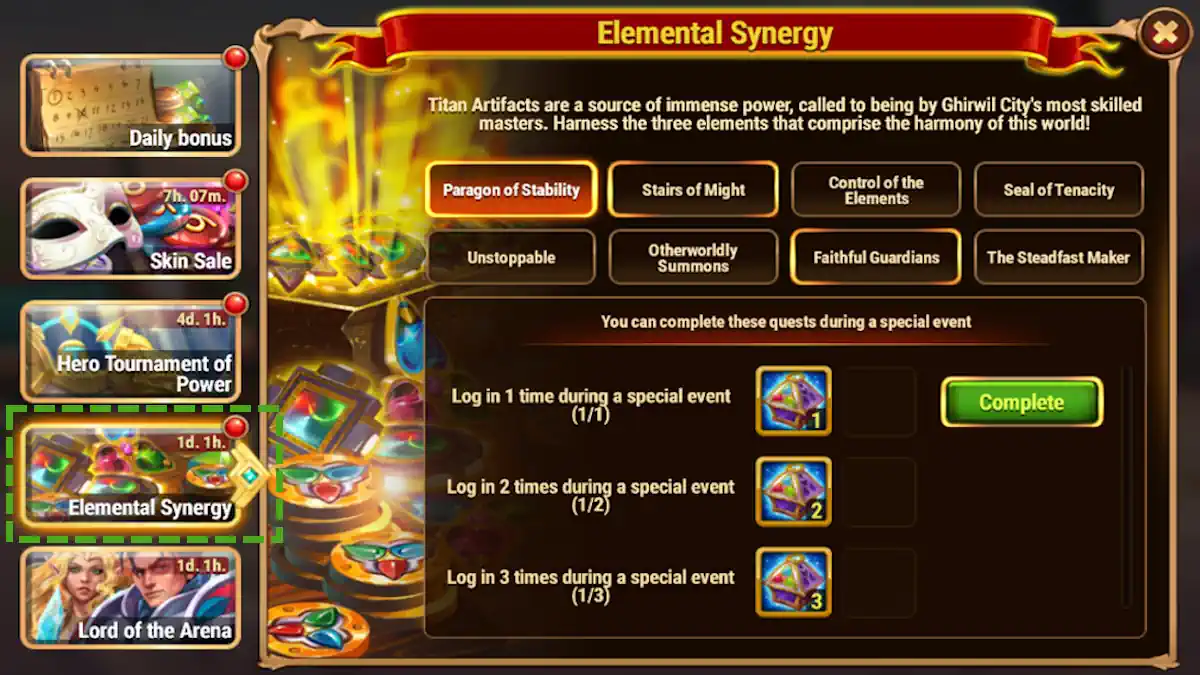 Elemental Synergy
Daily bonus
7h. 07m.
Skin Sale
4d. 1h.
Hero Tournament of
Power
1d. 1h.
Elemental Synergy
1d. 1h.
Lord of the Arena
Titan Artifacts are a source of immense power, called to being by Ghirwil City's most skilled
masters. Harness the three elements that comprise the harmony of this world!
Paragon of Stability
Stairs of Might
Control of the
Elements
Seal of Tenacity
Unstoppable
Otherworldly
Summons
Faithful Guardians
The Steadfast Maker
You can complete these quests during a special event
Log in 1 time during a special event
(1/1)
1
Complete
Log in 2 times during a special event
(1/2)
2
Log in 3 times during a special event
(1/3)
3